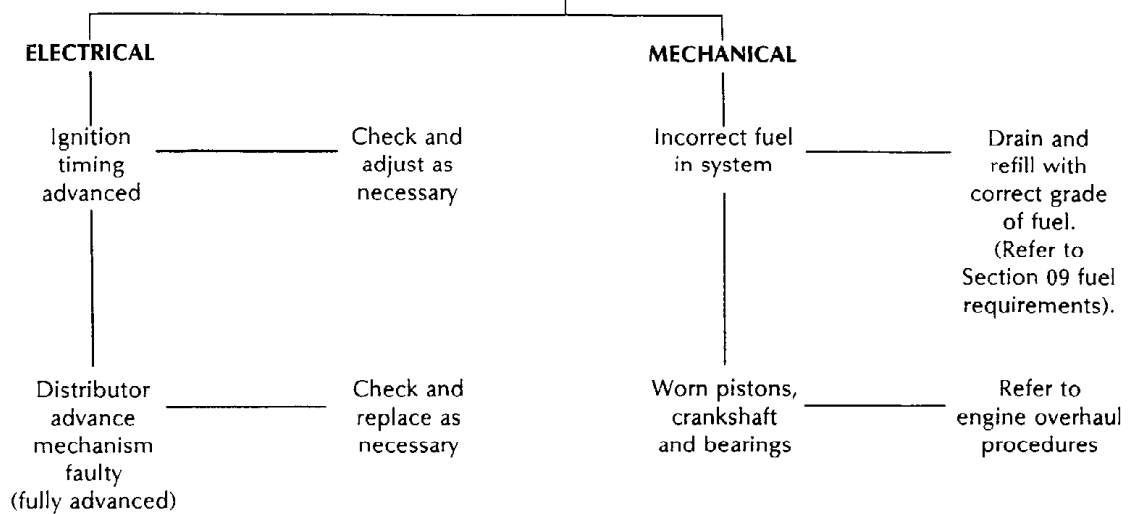 ELECTRICAL
MECHANICAL
Ignition
timing
advanced
Check and
adjust as
necessary
Incorrect fuel
in system
Drain and
refill with
correct grade
of fuel.
(Refer to
Section 09 fuel
requirements).
Distributor
advance
mechanism
faulty
(fully advanced)
Check and
replace as
necessary
Worn pistons,
crankshaft
and bearings
Refer to
engine overhaul
procedures